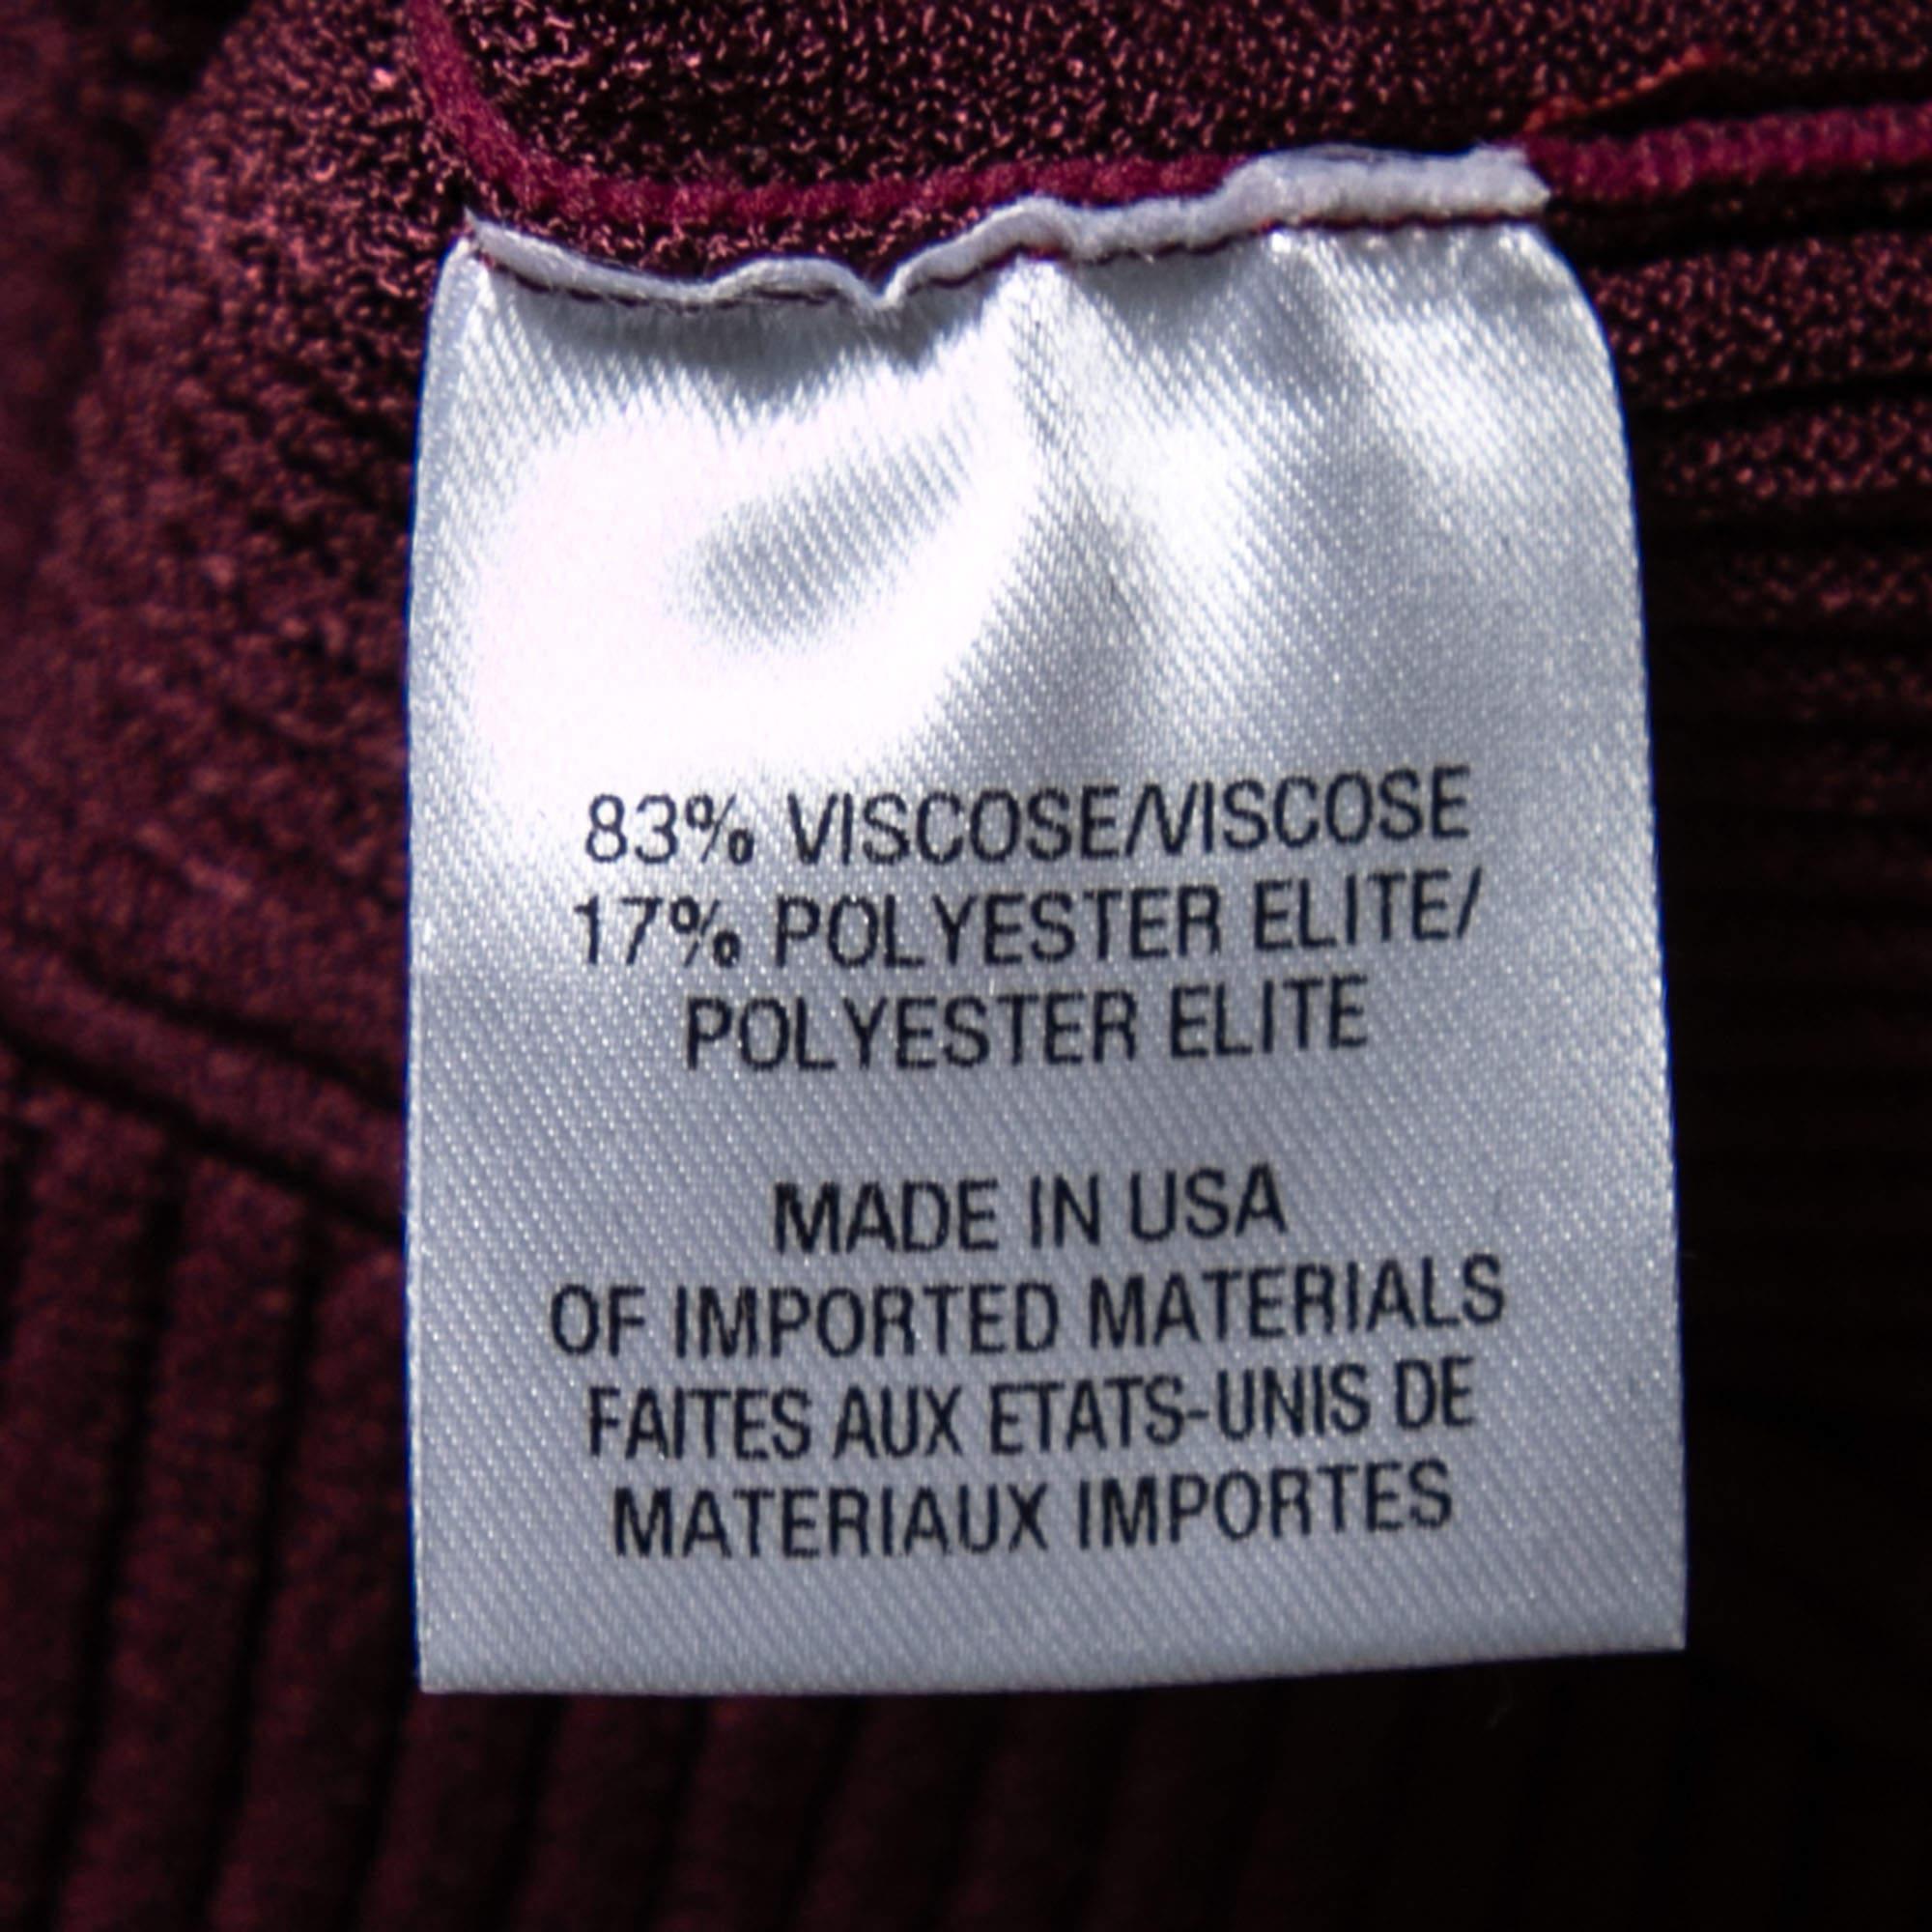 83% VISCOSE/VISCOSE
17% POLYESTER ELITE/
POLYESTER ELITE
MADE IN USA
OF IMPORTED MATERIALS
FAITES AUX ETATS-UNIS DE
MATERIAUX IMPORTES